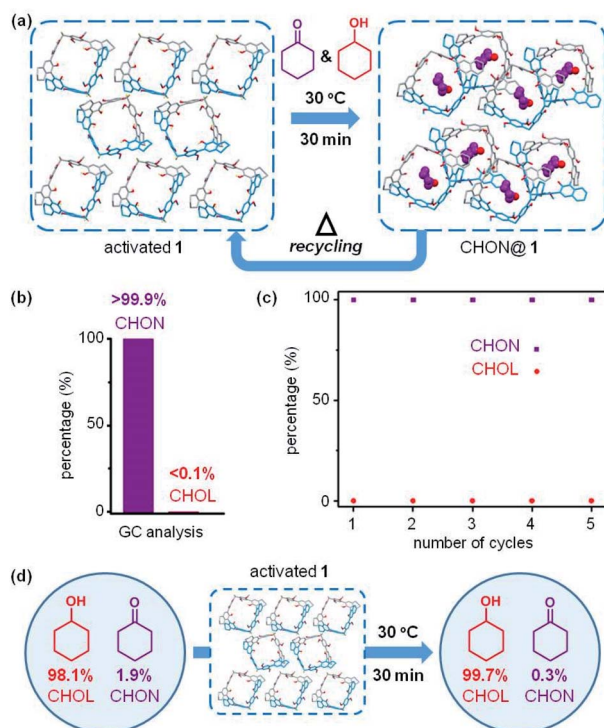 (a)
O
OH
&
30 °C
30 min
Δ
recycling
activated 1
CHON@ 1
(b)
>99.9%
CHON
100
50
0
percentage (%)
<0.1%
CHOL
GC analysis
(c)
100
50
0
percentage (%)
CHON
CHOL
1 2 3 4 5
number of cycles
(d)
activated 1
OH O
98.1% 1.9%
CHOL CHON
30 °C
30 min
OH O
99.7% 0.3%
CHOL CHON